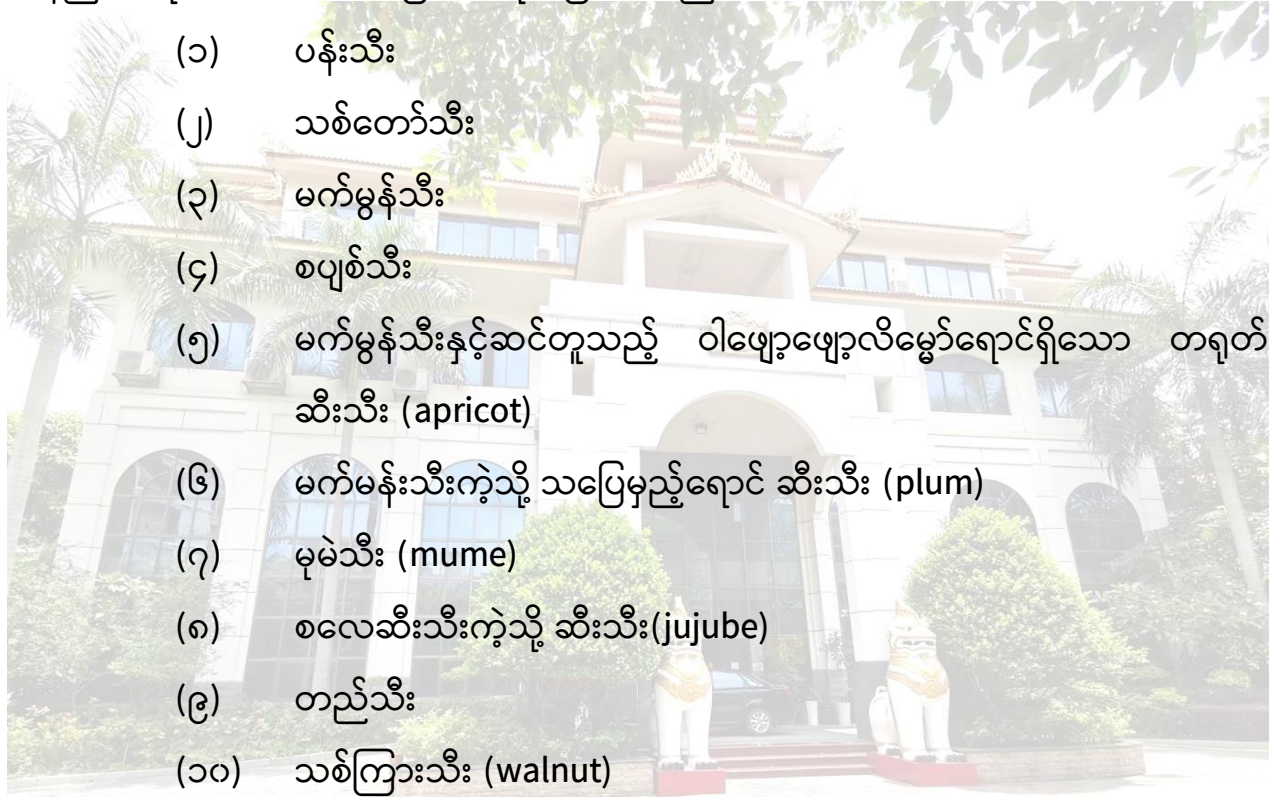 (၁) ပန်းသီး
(၂) သစ်တော်သီး
(၃) မက်မွန်သီး
(၄) စပျစ်သီး
(၅) မက်မွန်သီးနှင့်ဆင်တူသည့် ဝါဖျော့ဖျော့လိမ္မော်ရောင်ရှိသော တရုတ်
ဆီးသီး (apricot)
(၆) မက်မန်းသီးကဲ့သို့ သပြေမှည့်ရောင် ဆီးသီး (plum)
(၇) မုမဲသီး (mume)
(၈) စလေဆီးသီးကဲ့သို့ ဆီးသီး(jujube)
(၉) တည်သီး
(၁၀) သစ်ကြားသီး (walnut)